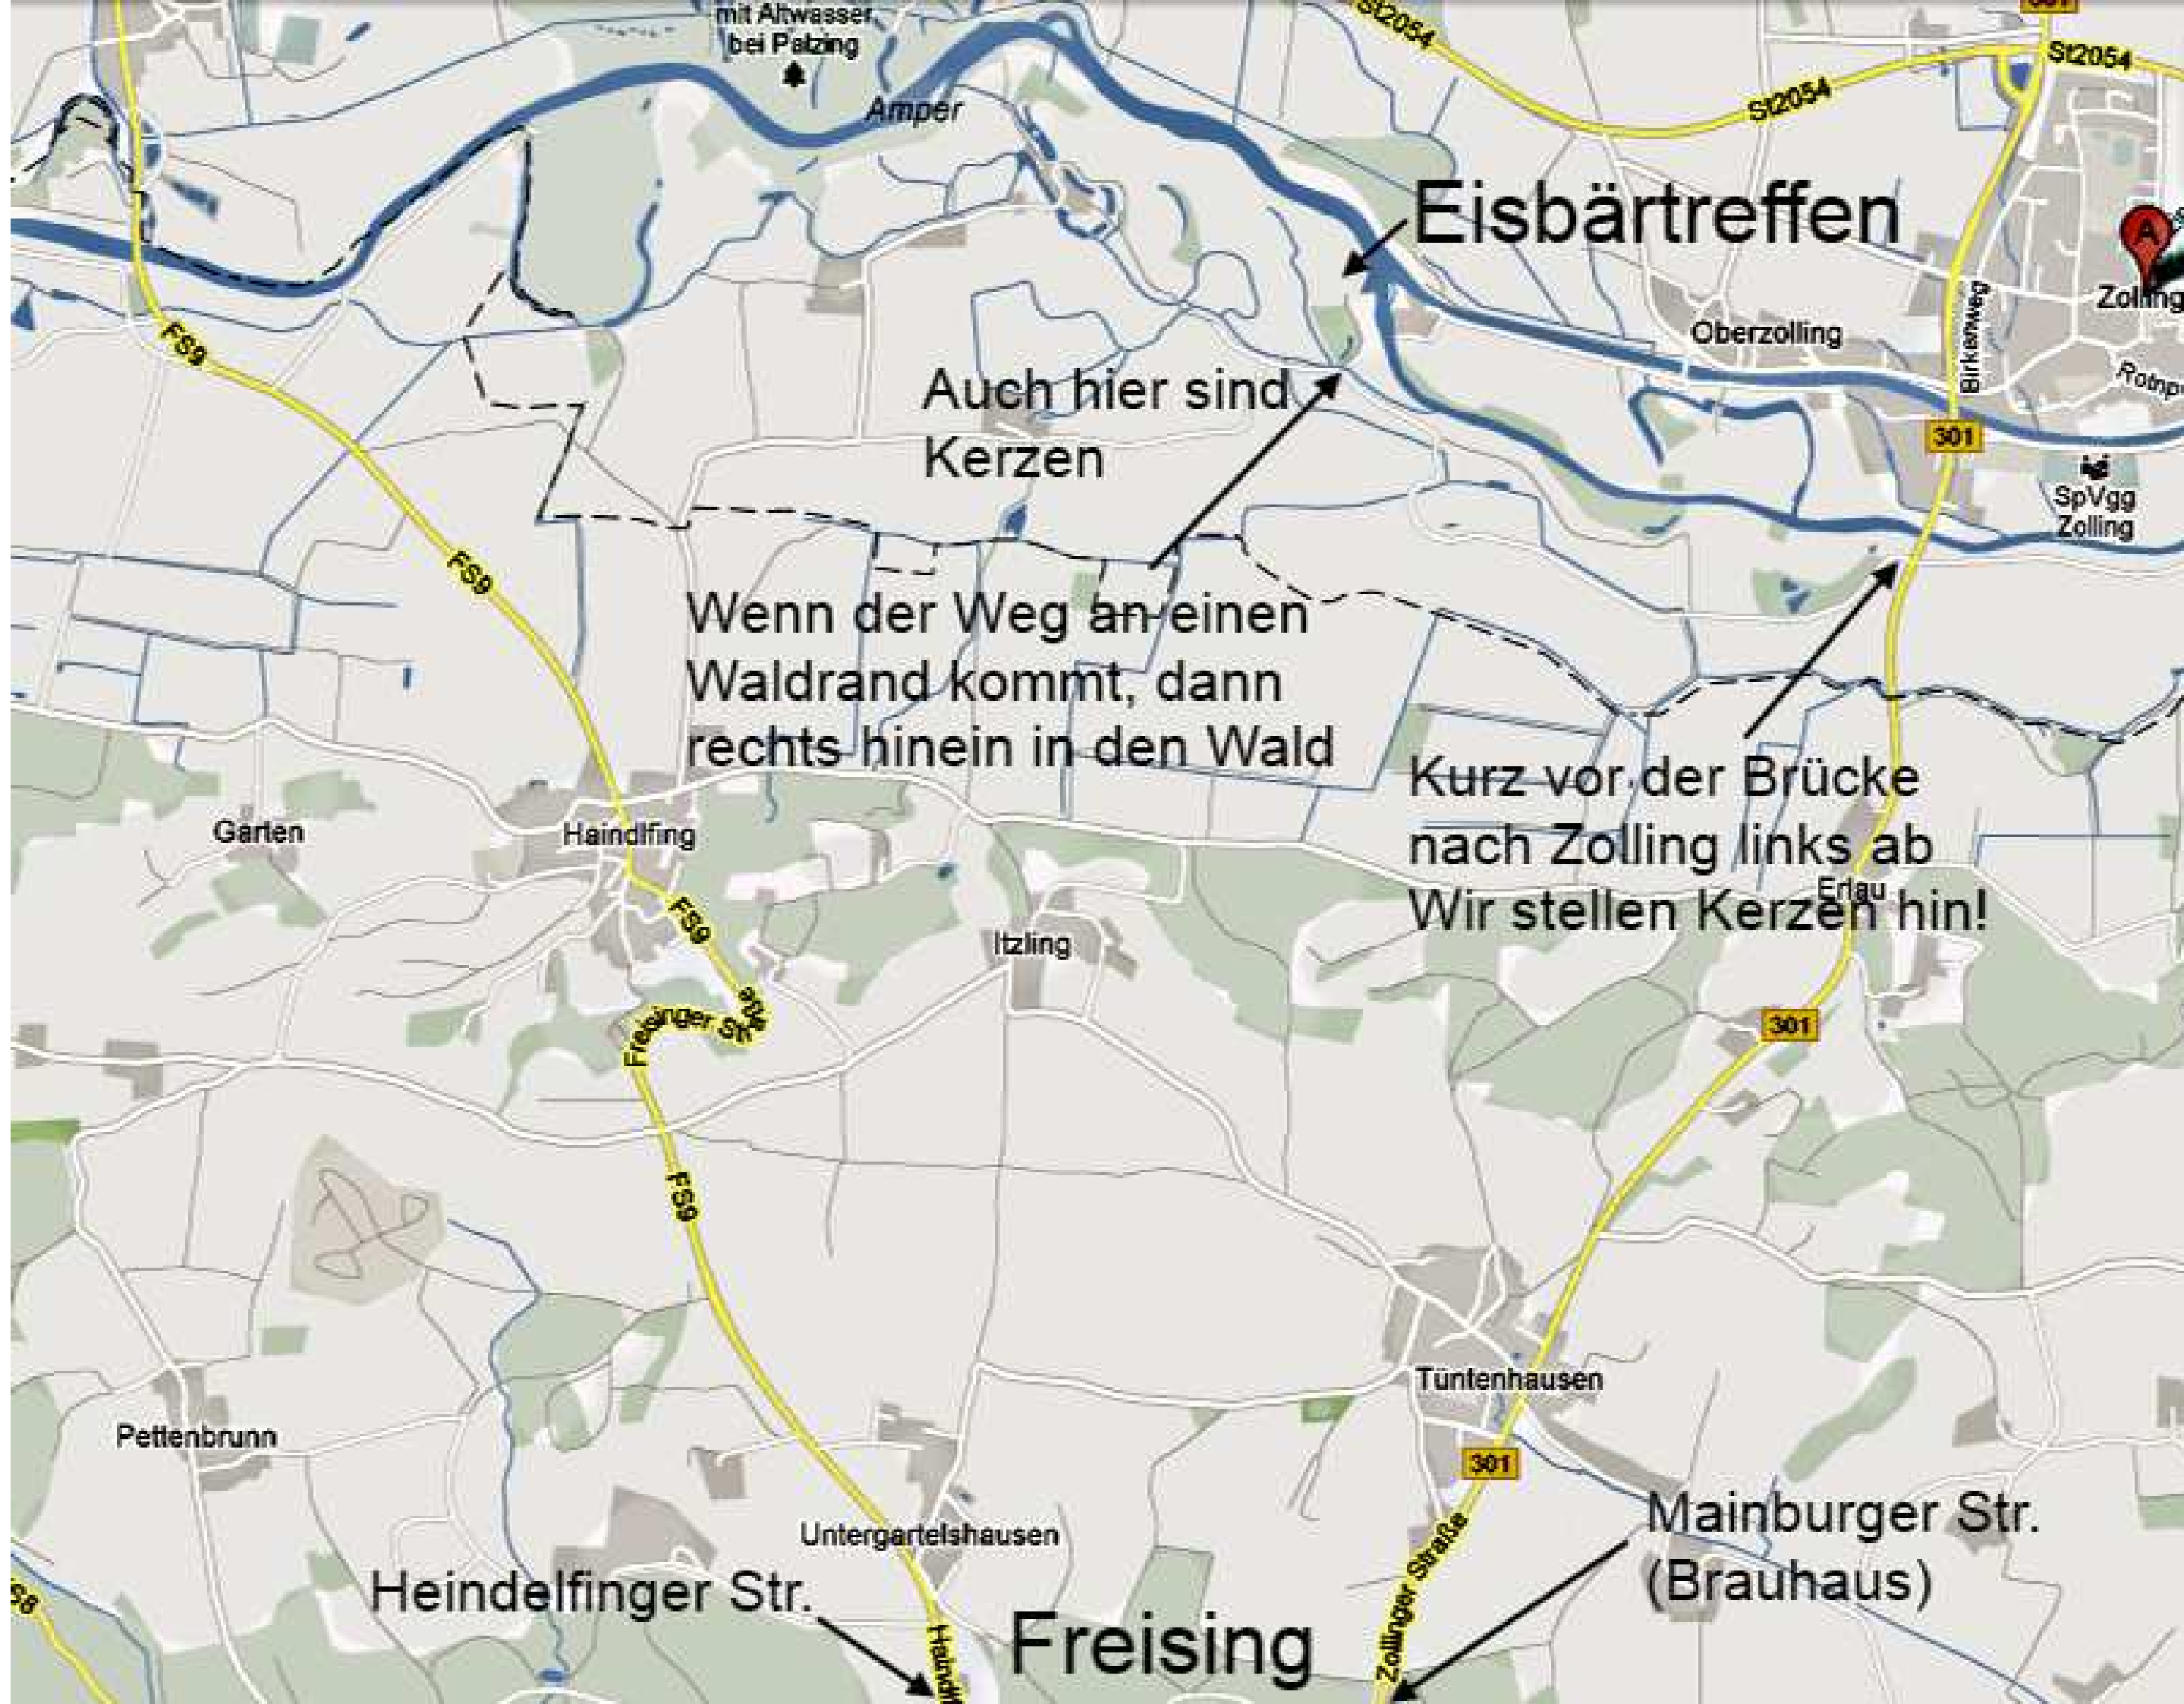 301
St2054
mit Altwasser
bei Palzing
St2054
St2054
Amper
Eisbärtreffen
A
Zolling
Oberzolling
Birkenweg
FS9
Auch hier sind
Kerzen
301
SpVgg
Zolling
FS9
Wenn der Weg an einen
Waldrand kommt, dann
rechts hinein in den Wald
Kurz vor der Brücke
nach Zolling links ab
Wir stellen Kerzen hin!
Garten
Haindlfing
Erlau
FS9
Itzling
Freisinger Straße
301
FS9
Tüntenhausen
Pettenbrunn
301
Mainburger Str.
(Brauhaus)
Untergartelshausen
Heindelfinger Str.
Zollinger Straße
Freising